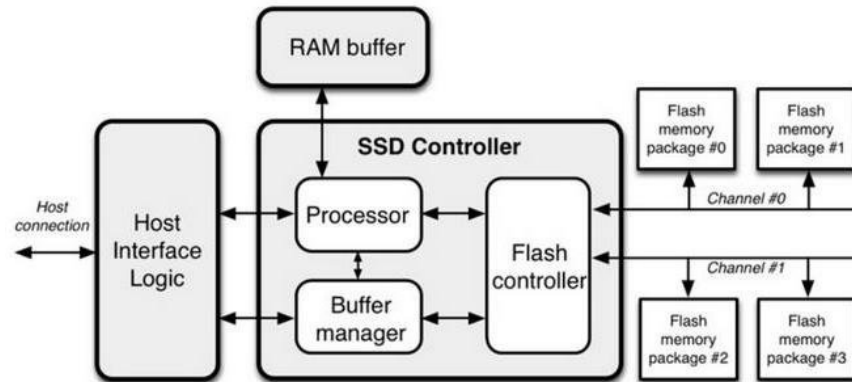 RAM buffer
SSD Controller
Host
connection
Host
Interface
Logic
Processor
Buffer
manager
Flash
controller
Flash
memory
package #0
Flash
memory
package #1
Channel #0
Channel #1
Flash
memory
package #2
Flash
memory
package #3